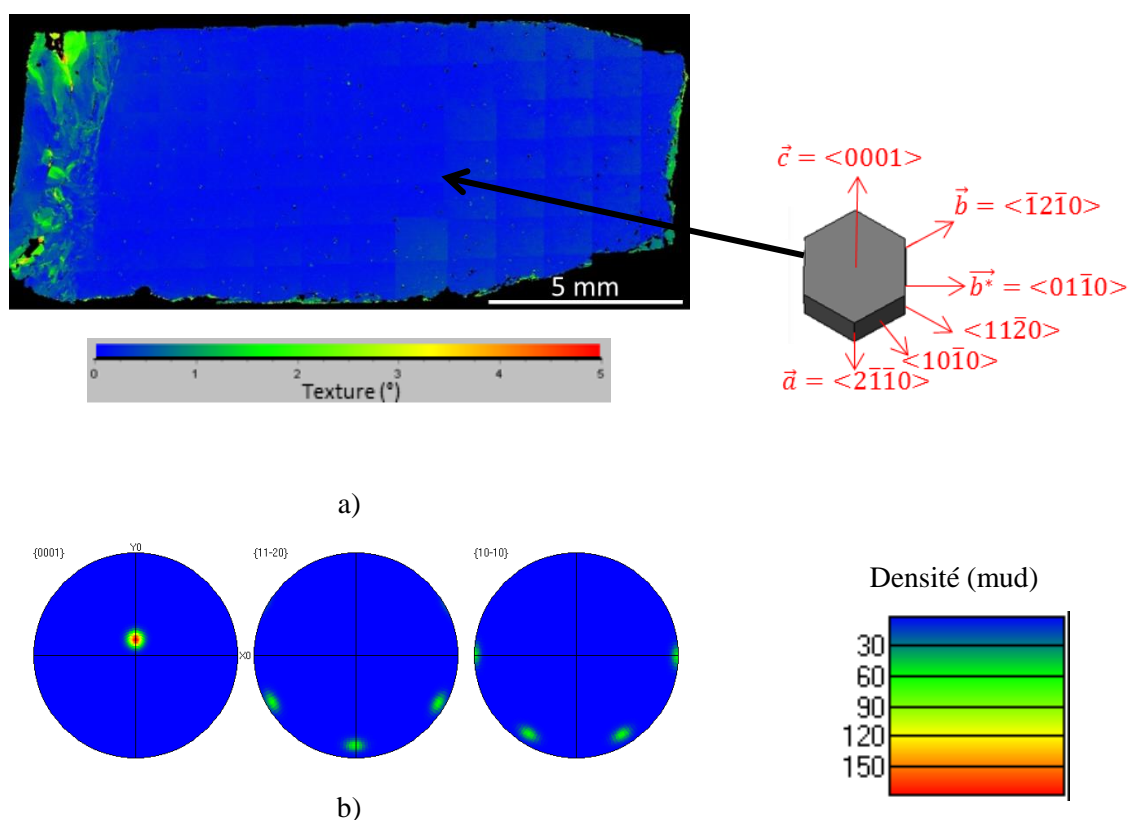 5 mm
0 1 2 3 4 5
Texture (°)
c⃗ = <0001>
b⃗ = <1̅21̅0>
b*⃗ = <011̅0>
<112̅0>
<101̅0>
a⃗ = <21̅1̅0>
a)
{0001} Y0 {11-20} {10-10}
X0
b)
Densité (mud)
30
60
90
120
150